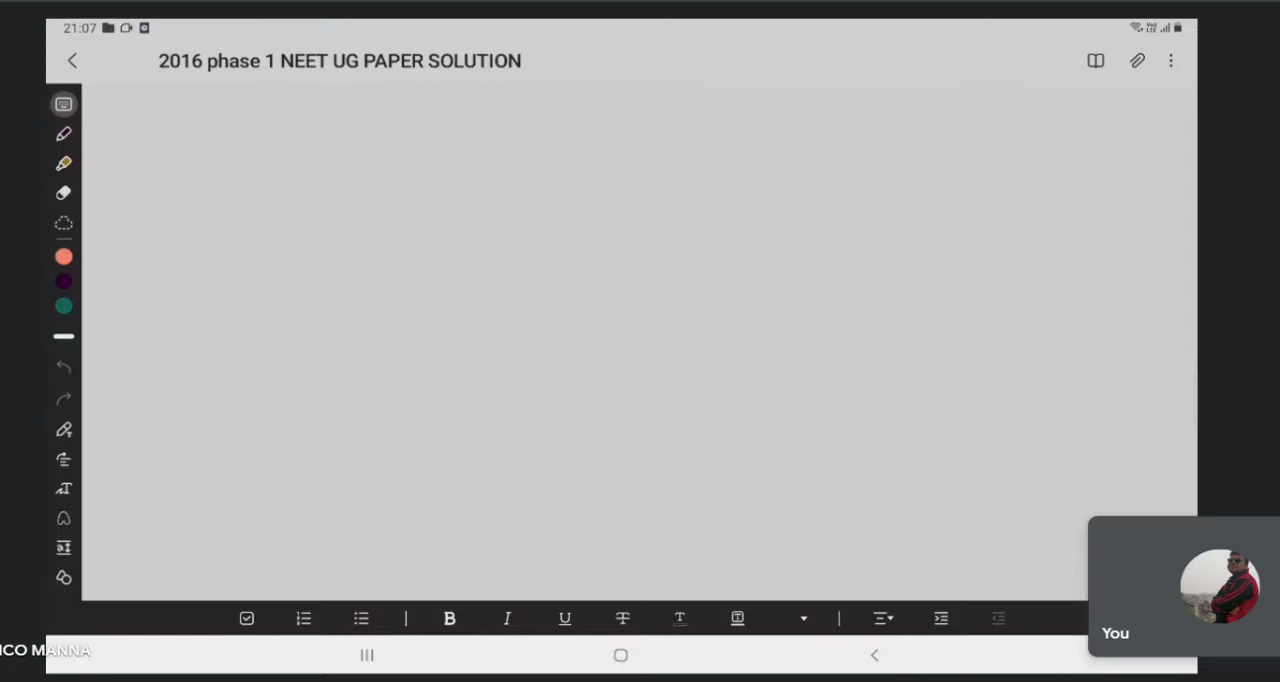 21:07
2016 phase 1 NEET UG PAPER SOLUTION
B
I
U
T
T
T
You
ICO MANNA